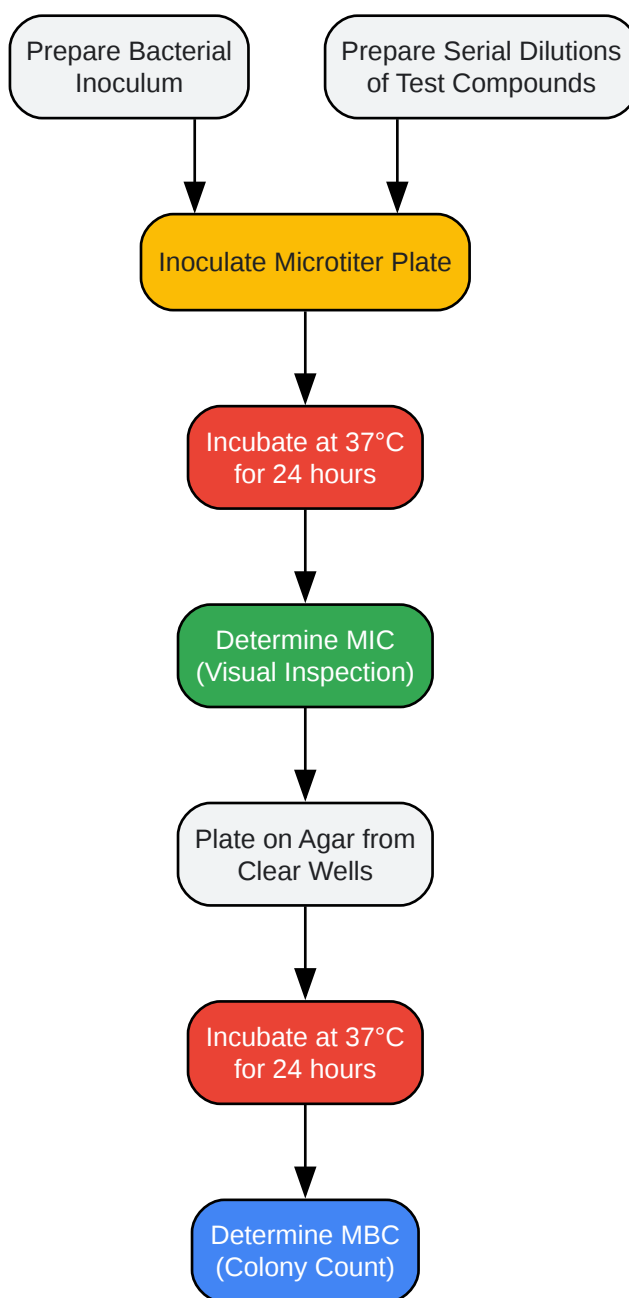 Prepare Bacterial
Inoculum
Prepare Serial Dilutions
of Test Compounds
Inoculate Microtiter Plate
Incubate at 37°C
for 24 hours
Determine MIC
(Visual Inspection)
Plate on Agar from
Clear Wells
Incubate at 37°C
for 24 hours
Determine MBC
(Colony Count)